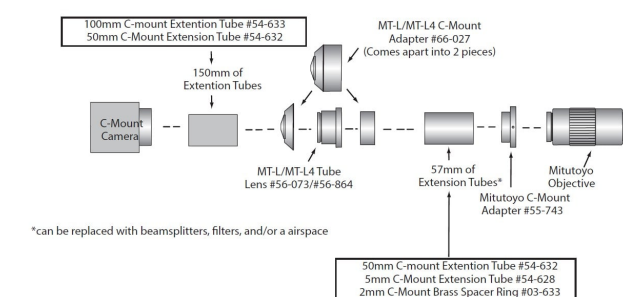 100mm C-mount Extention Tube #54-633
50mm C-Mount Extension Tube #54-632
MT-L/MT-L4 C-Mount
Adapter #66-027
(Comes apart into 2 pieces)
150mm of
Extention Tubes
C-Mount
Camera
MT-L/MT-L4 Tube
Lens #56-073/#56-864
57mm of
Extension Tubes*
Mitutoyo C-Mount
Adapter #55-743
Mitutoyo
Objective
*can be replaced with beamsplitters, filters, and/or a airspace
50mm C-mount Extention Tube #54-632
5mm C-Mount Extension Tube #54-628
2mm C-Mount Brass Spacer Ring #03-633